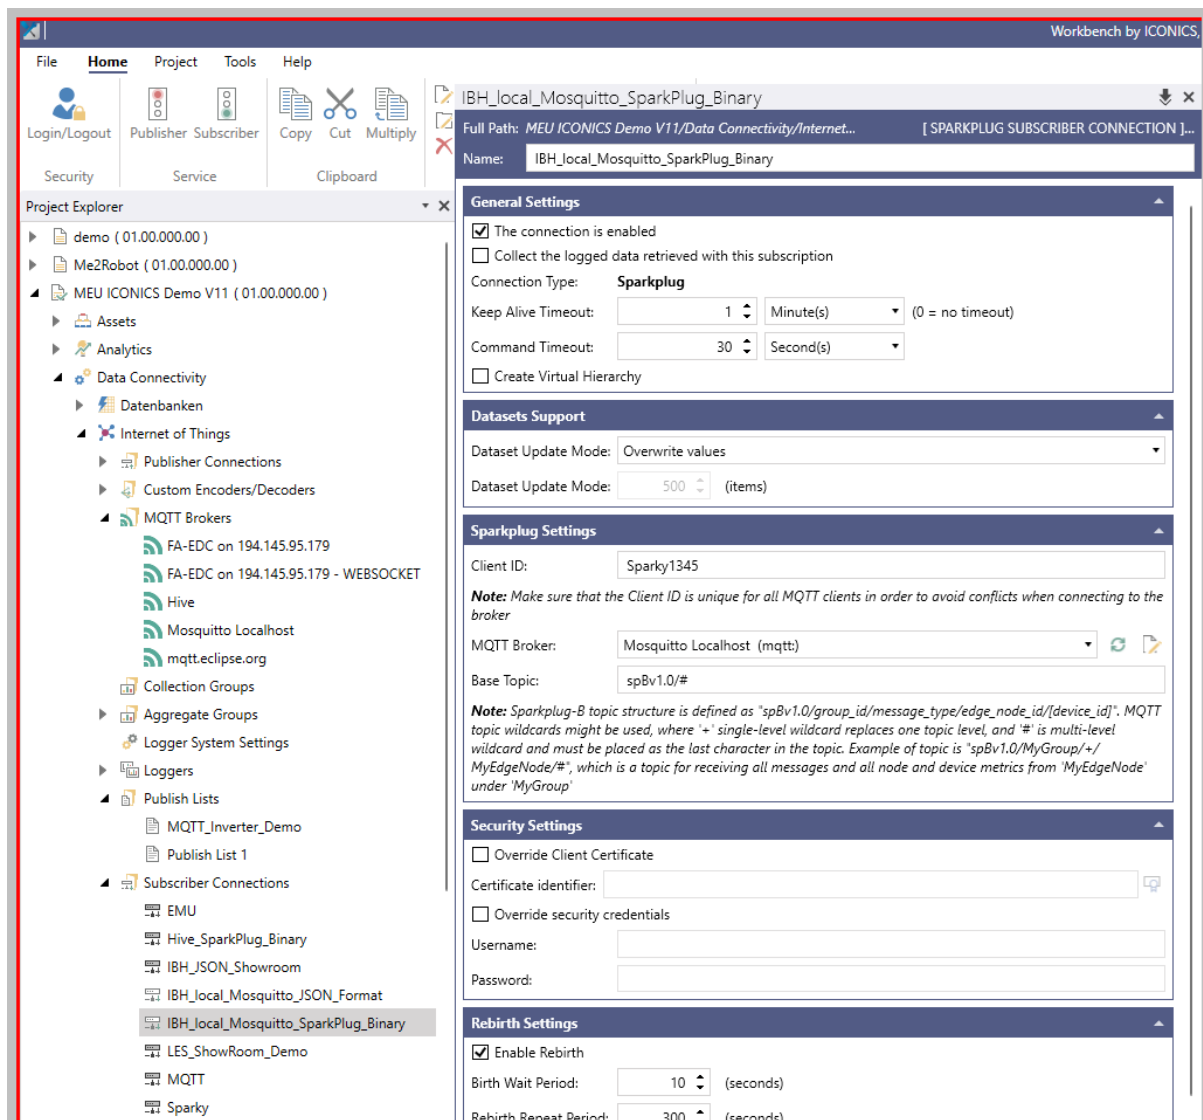 Workbench by ICONICS,
File Home Project Tools Help
Login/Logout
Publisher Subscriber
Copy Cut Multiply
Security
Service
Clipboard
Project Explorer
demo ( 01.00.000.00 )
Me2Robot ( 01.00.000.00 )
MEU ICONICS Demo V11 ( 01.00.000.00 )
Assets
Analytics
Data Connectivity
Datenbanken
Internet of Things
Publisher Connections
Custom Encoders/Decoders
MQTT Brokers
FA-EDC on 194.145.95.179
FA-EDC on 194.145.95.179 - WEBSOCKET
Hive
Mosquitto Localhost
mqtt.eclipse.org
Collection Groups
Aggregate Groups
Logger System Settings
Loggers
Publish Lists
MQTT_Inverter_Demo
Publish List 1
Subscriber Connections
EMU
Hive_SparkPlug_Binary
IBH_JSON_Showroom
IBH_local_Mosquitto_JSON_Format
IBH_local_Mosquitto_SparkPlug_Binary
LES_ShowRoom_Demo
MQTT
Sparky
IBH_local_Mosquitto_SparkPlug_Binary
Full Path: MEU ICONICS Demo V11/Data Connectivity/Internet... [ SPARKPLUG SUBSCRIBER CONNECTION ]...
Name: IBH_local_Mosquitto_SparkPlug_Binary
General Settings
The connection is enabled
Collect the logged data retrieved with this subscription
Connection Type: Sparkplug
Keep Alive Timeout: 1 Minute(s) (0 = no timeout)
Command Timeout: 30 Second(s)
Create Virtual Hierarchy
Datasets Support
Dataset Update Mode: Overwrite values
Dataset Update Mode: 500 (items)
Sparkplug Settings
Client ID: Sparky1345
Note: Make sure that the Client ID is unique for all MQTT clients in order to avoid conflicts when connecting to the
broker
MQTT Broker: Mosquitto Localhost (mqtt:)
Base Topic: spBv1.0/#
Note: Sparkplug-B topic structure is defined as "spBv1.0/group_id/message_type/edge_node_id/[device_id]". MQTT
topic wildcards might be used, where '+' single-level wildcard replaces one topic level, and '#' is multi-level
wildcard and must be placed as the last character in the topic. Example of topic is "spBv1.0/MyGroup/+/
MyEdgeNode/#", which is a topic for receiving all messages and all node and device metrics from 'MyEdgeNode'
under 'MyGroup'
Security Settings
Override Client Certificate
Certificate identifier:
Override security credentials
Username:
Password:
Rebirth Settings
Enable Rebirth
Birth Wait Period: 10 (seconds)
Rebirth Repeat Period: 300 (seconds)